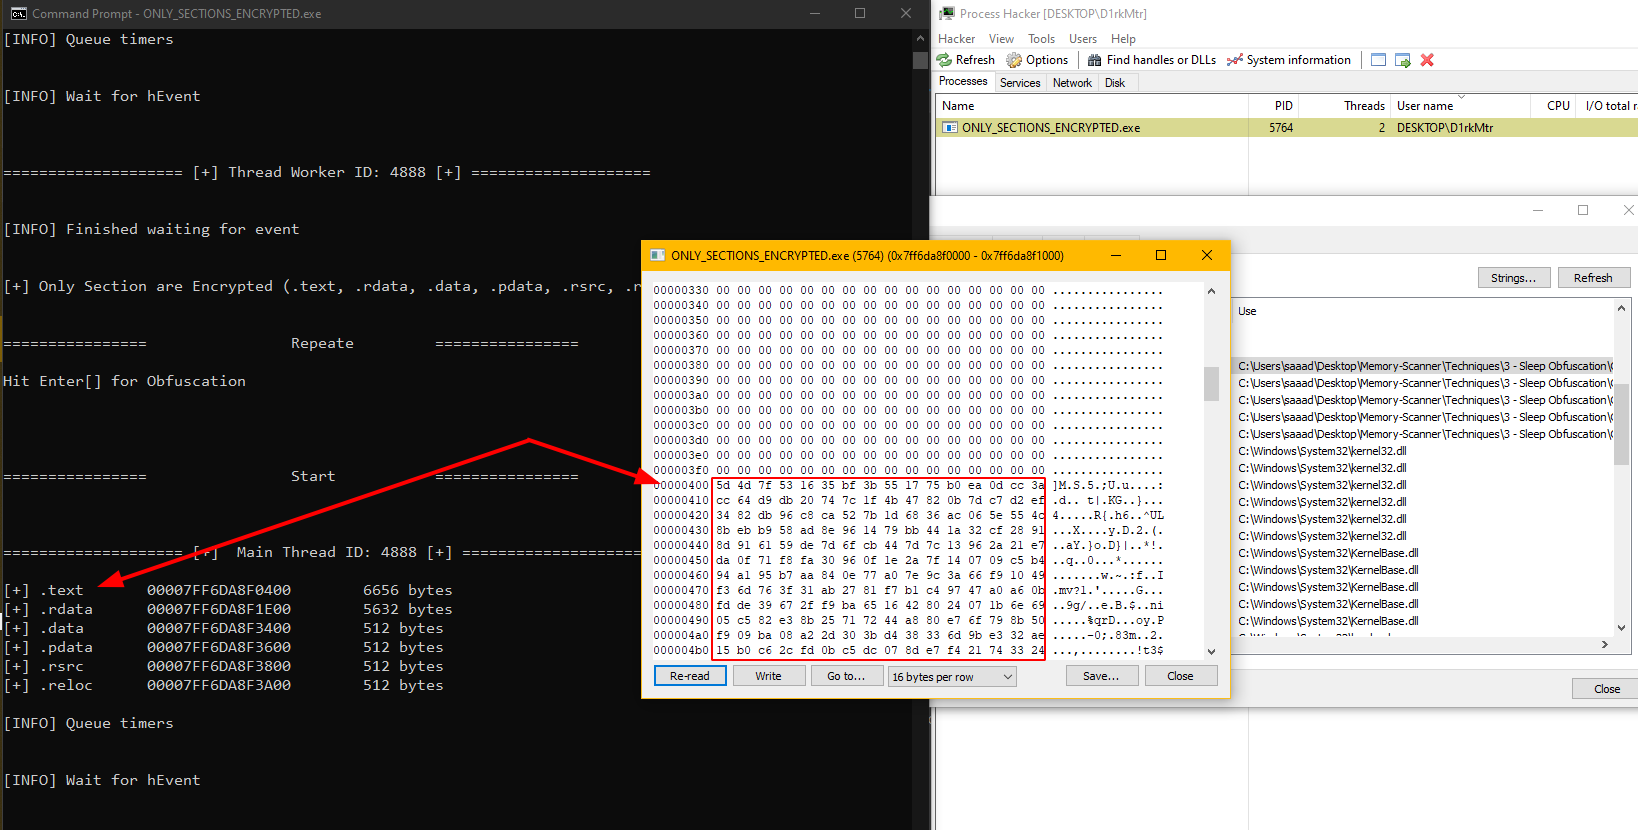 Command Prompt - ONLY_SECTIONS_ENCRYPTED.exe
[INFO] Queue timers
[INFO] Wait for hEvent
==================== [+] Thread Worker ID: 4888 [+] ====================
[INFO] Finished waiting for event
[+] Only Section are Encrypted (.text, .rdata, .data, .pdata, .rsrc, .r
================ Repeate ================
Hit Enter[] for Obfuscation
================ Start ================
==================== [+] Main Thread ID: 4888 [+] ====================
[+] .text 00007FF6DA8F0400 6656 bytes
[+] .rdata 00007FF6DA8F1E00 5632 bytes
[+] .data 00007FF6DA8F3400 512 bytes
[+] .pdata 00007FF6DA8F3600 512 bytes
[+] .rsrc 00007FF6DA8F3800 512 bytes
[+] .reloc 00007FF6DA8F3A00 512 bytes
[INFO] Queue timers
[INFO] Wait for hEvent
Process Hacker [DESKTOP\D1rkMtr]
Hacker View Tools Users Help
Refresh Options Find handles or DLLs System information
Processes Services Network Disk
Name PID Threads User name CPU I/O total r
ONLY_SECTIONS_ENCRYPTED.exe 5764 2 DESKTOP\D1rkMtr
ONLY_SECTIONS_ENCRYPTED.exe (5764) (0x7ff6da8f0000 - 0x7ff6da8f1000)
00000330 00 00 00 00 00 00 00 00 00 00 00 00 00 00 00 00 ................
00000340 00 00 00 00 00 00 00 00 00 00 00 00 00 00 00 00 ................
00000350 00 00 00 00 00 00 00 00 00 00 00 00 00 00 00 00 ................
00000360 00 00 00 00 00 00 00 00 00 00 00 00 00 00 00 00 ................
00000370 00 00 00 00 00 00 00 00 00 00 00 00 00 00 00 00 ................
00000380 00 00 00 00 00 00 00 00 00 00 00 00 00 00 00 00 ................
00000390 00 00 00 00 00 00 00 00 00 00 00 00 00 00 00 00 ................
000003a0 00 00 00 00 00 00 00 00 00 00 00 00 00 00 00 00 ................
000003b0 00 00 00 00 00 00 00 00 00 00 00 00 00 00 00 00 ................
000003c0 00 00 00 00 00 00 00 00 00 00 00 00 00 00 00 00 ................
000003d0 00 00 00 00 00 00 00 00 00 00 00 00 00 00 00 00 ................
000003e0 00 00 00 00 00 00 00 00 00 00 00 00 00 00 00 00 ................
000003f0 00 00 00 00 00 00 00 00 00 00 00 00 00 00 00 00 ................
00000400 5d 4d 7f 53 16 35 bf 3b 55 17 75 b0 ea 0d cc 3a ]M.S.5.;U.u....:
00000410 cc 64 d9 db 20 74 7c 1f 4b 47 82 0b 7d c7 d2 ef .d.. t|.KG..}...
00000420 34 82 db 96 c8 ca 52 7b 1d 68 36 ac 06 5e 55 4c 4.....R{.h6..^UL
00000430 8b eb b9 58 ad 8e 96 14 79 bb 44 1a 32 cf 28 91 ...X....y.D.2.(.
00000440 8d 91 61 59 de 7d 6f cb 44 7d 7c 13 96 2a 21 e7 ..aY.}o.D}|..*!.
00000450 da 0f 71 f8 fa 30 96 0f 1e 2a 7f 14 07 09 c5 b4 ..q..0...*......
00000460 94 a1 95 b7 aa 84 0e 77 a0 7e 9c 3a 66 f9 10 49 .......w.~.:f..I
00000470 f3 6d 76 3f 31 ab 27 81 f7 b1 c4 97 47 a0 a6 0b .mv?1.'.....G...
00000480 fd de 39 67 2f f9 ba 65 16 42 80 24 07 1b 6e 69 ..9g/..e.B.$..ni
00000490 05 c5 82 e3 8b 25 71 72 44 a8 80 e7 6f 79 8b 50 .....%qrD...oy.P
000004a0 f9 09 ba 08 a2 2d 30 3b d4 38 33 6d 9b e3 32 ae .....-0;.83m..2.
000004b0 15 b0 c6 2c fd 0b c5 dc 07 8d e7 f4 21 74 33 24 ...,........!t3$
Re-read Write Go to... 16 bytes per row Save... Close
Strings... Refresh
Use
C:\Users\saaad\Desktop\Memory-Scanner\Techniques\3 - Sleep Obfuscation\
C:\Users\saaad\Desktop\Memory-Scanner\Techniques\3 - Sleep Obfuscation\
C:\Users\saaad\Desktop\Memory-Scanner\Techniques\3 - Sleep Obfuscation\
C:\Users\saaad\Desktop\Memory-Scanner\Techniques\3 - Sleep Obfuscation\
C:\Users\saaad\Desktop\Memory-Scanner\Techniques\3 - Sleep Obfuscation\
C:\Windows\System32\kernel32.dll
C:\Windows\System32\kernel32.dll
C:\Windows\System32\kernel32.dll
C:\Windows\System32\kernel32.dll
C:\Windows\System32\kernel32.dll
C:\Windows\System32\kernel32.dll
C:\Windows\System32\KernelBase.dll
C:\Windows\System32\KernelBase.dll
C:\Windows\System32\KernelBase.dll
C:\Windows\System32\KernelBase.dll
C:\Windows\System32\KernelBase.dll
Close